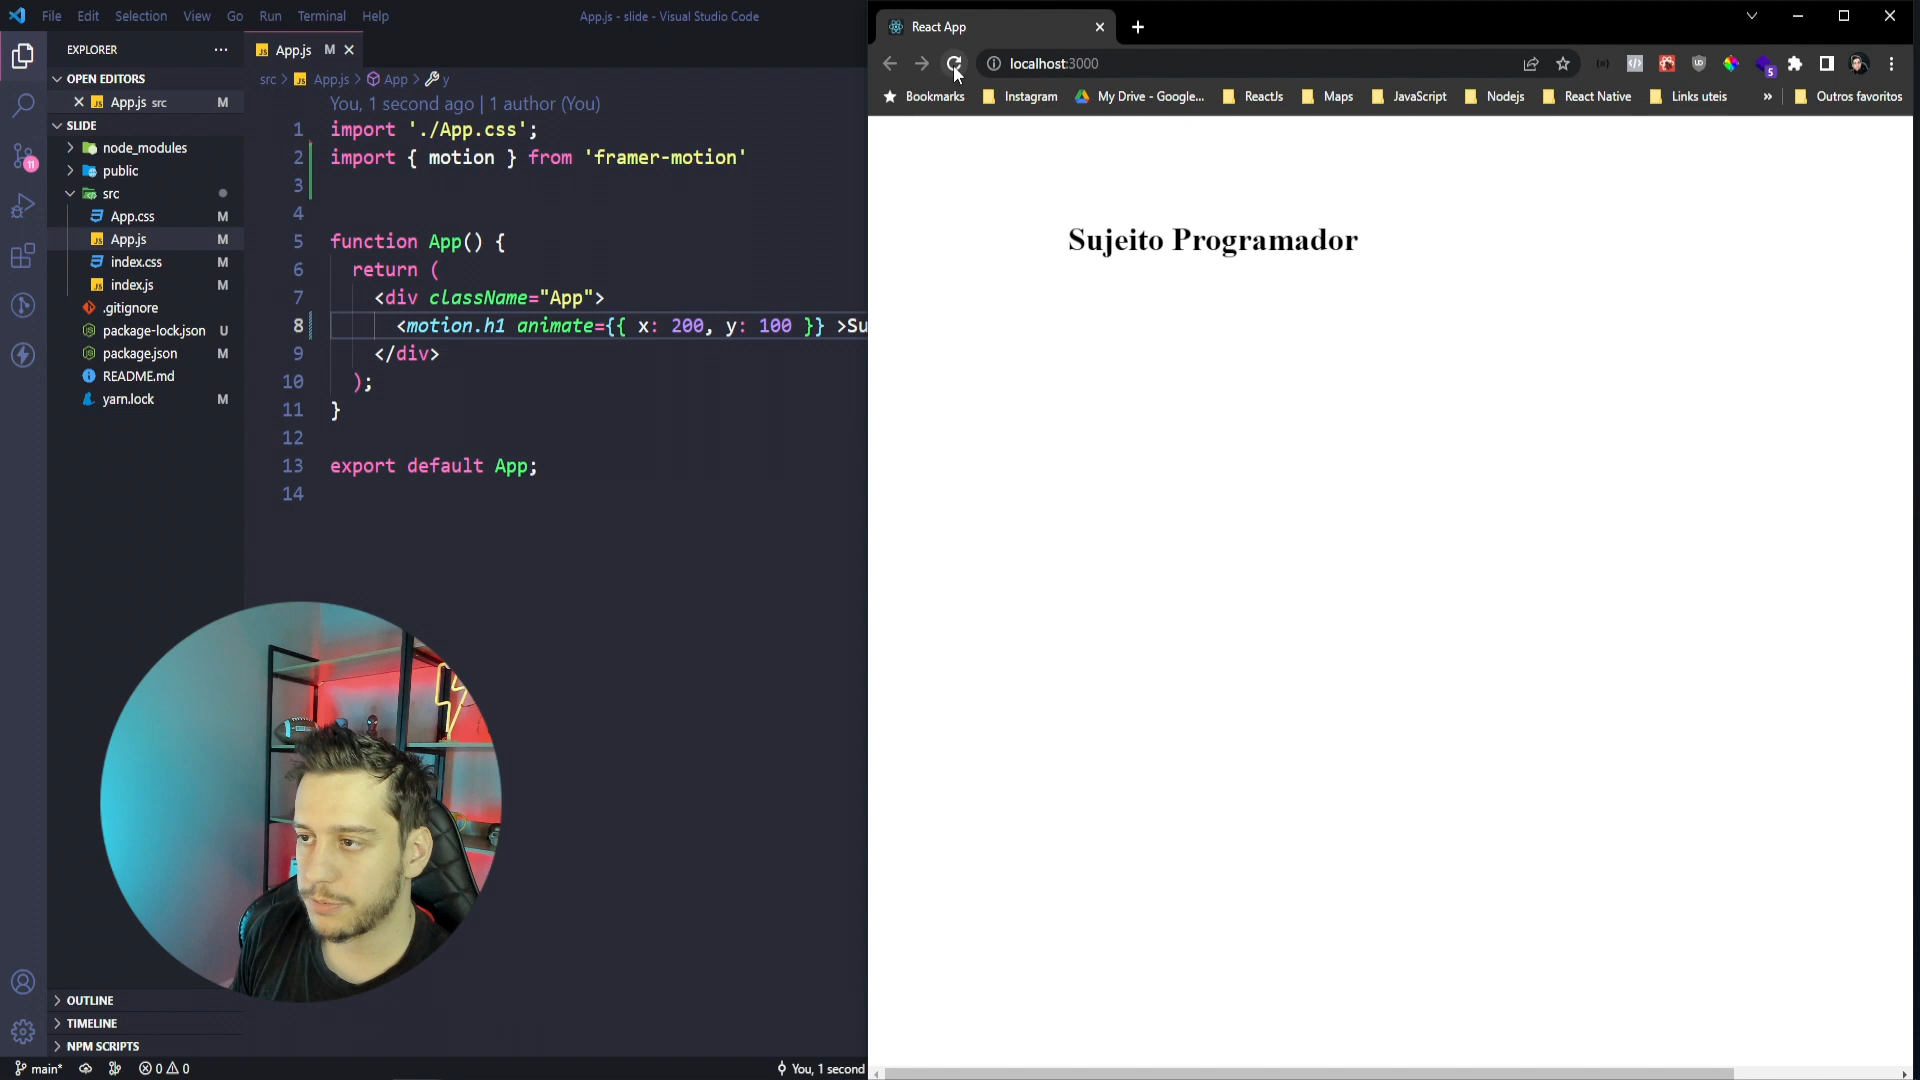 File Edit Selection View Go Run Terminal Help
App.js - slide - Visual Studio Code
EXPLORER
OPEN EDITORS
App.js src M
SLIDE
node_modules
public
src
App.css M
App.js M
index.css M
index.js M
.gitignore
package-lock.json U
package.json M
README.md
yarn.lock M
OUTLINE
TIMELINE
NPM SCRIPTS
11
main*
0 0
You, 1 second
App.js M
src > App.js > App > y
You, 1 second ago | 1 author (You)
1 import './App.css';
2 import { motion } from 'framer-motion'
3
4
5 function App() {
6 return (
7 <div className="App">
8 <motion.h1 animate={{ x: 200, y: 100 }} >Su
9 </div>
10 );
11 }
12
13 export default App;
14
React App
localhost:3000
5
Bookmarks Instagram My Drive - Google... ReactJs Maps JavaScript Nodejs React Native Links uteis » Outros favoritos
Sujeito Programador